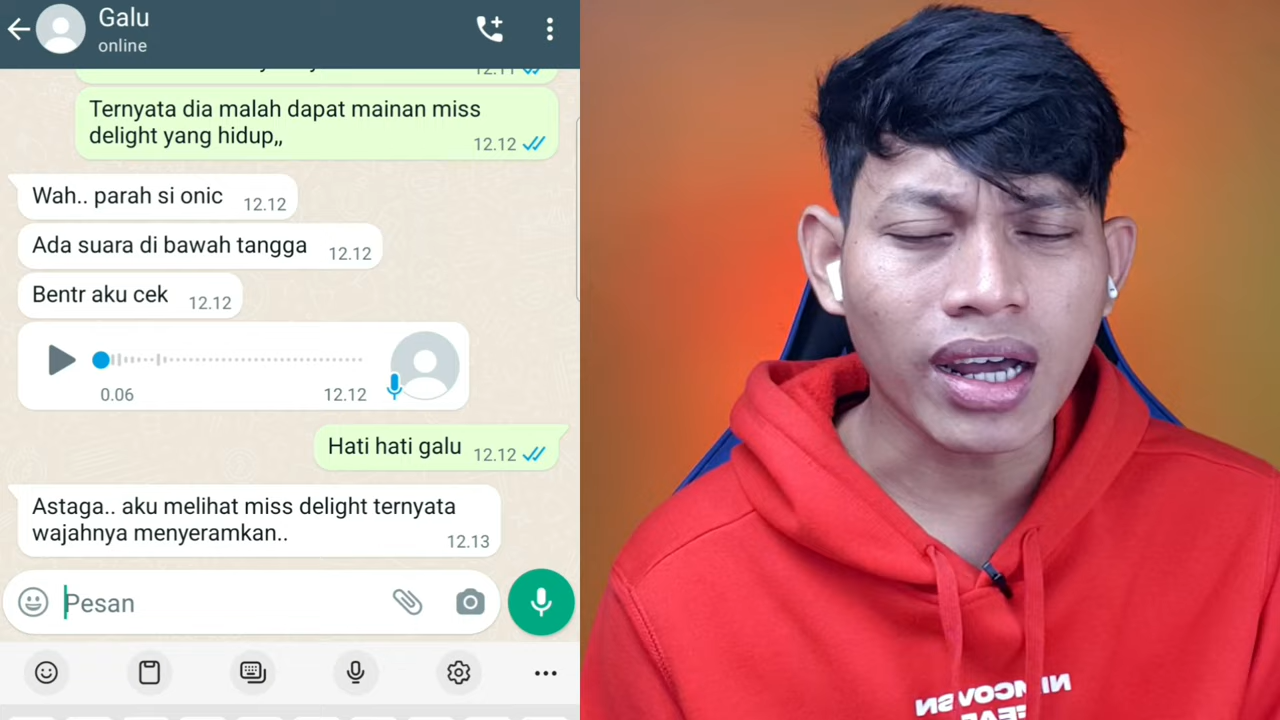 Galu
online
12.11
Ternyata dia malah dapat mainan miss
delight yang hidup,,
12.12
Wah.. parah si onic 12.12
Ada suara di bawah tangga 12.12
Bentr aku cek 12.12
0.06 12.12
Hati hati galu 12.12
Astaga.. aku melihat miss delight ternyata
wajahnya menyeramkan..
12.13
Pesan